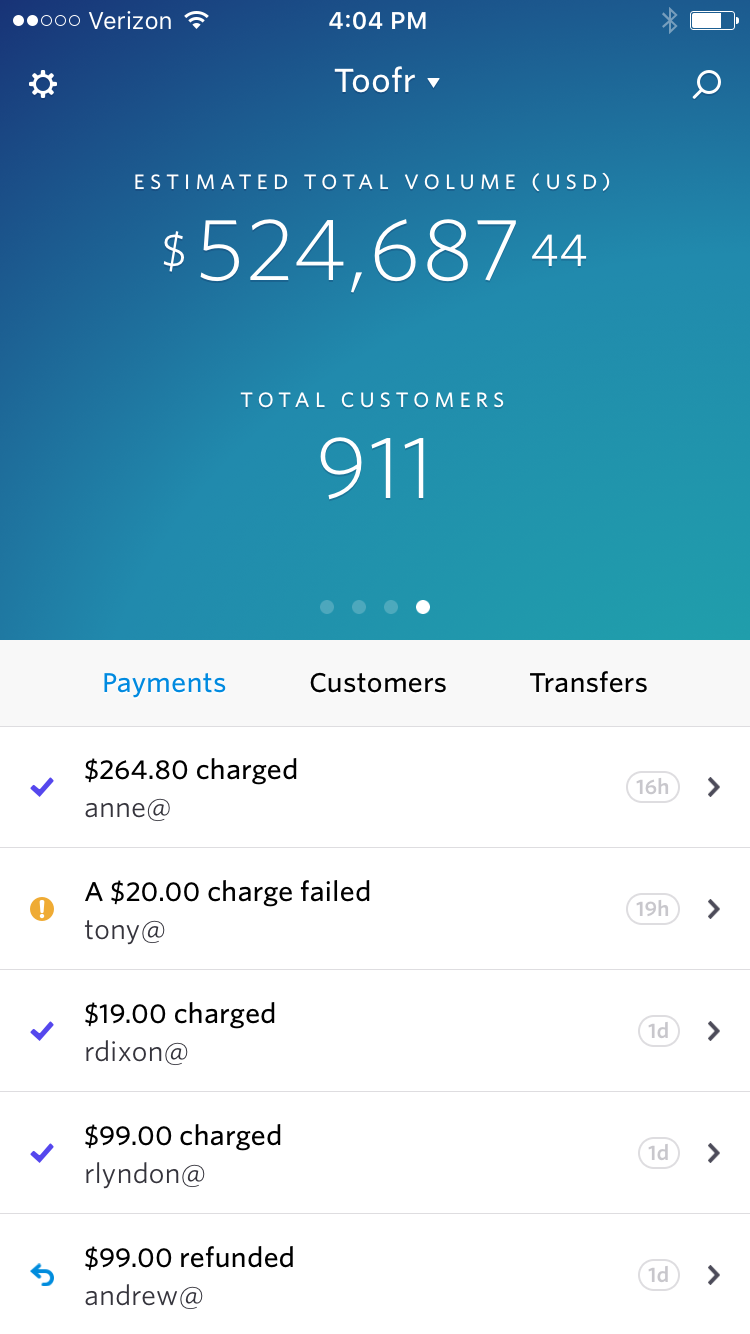 Verizon 4:04 PM
Toofr
ESTIMATED TOTAL VOLUME (USD)
$524,687 44
TOTAL CUSTOMERS
911
Payments Customers Transfers
$264.80 charged
anne@
16h
A $20.00 charge failed
tony@
19h
$19.00 charged
rdixon@
1d
$99.00 charged
rlyndon@
1d
$99.00 refunded
andrew@
1d